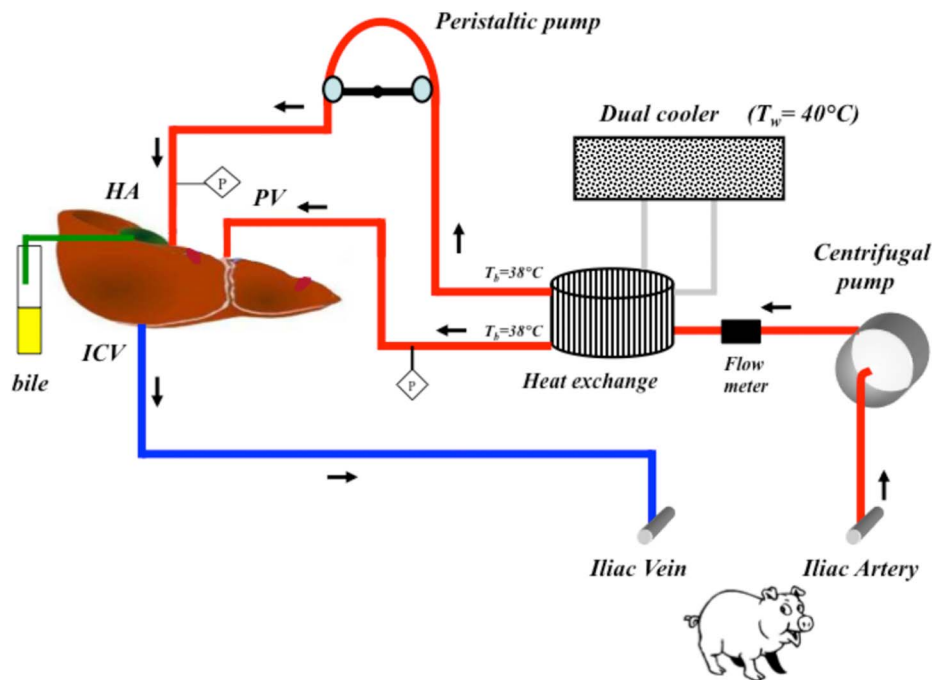 Peristaltic pump
Dual cooler (Tw= 40°C)
HA
P
PV
Centrifugal
pump
Tb=38°C
Tb=38°C
ICV
Heat exchange
Flow
meter
bile
P
Iliac Vein
Iliac Artery